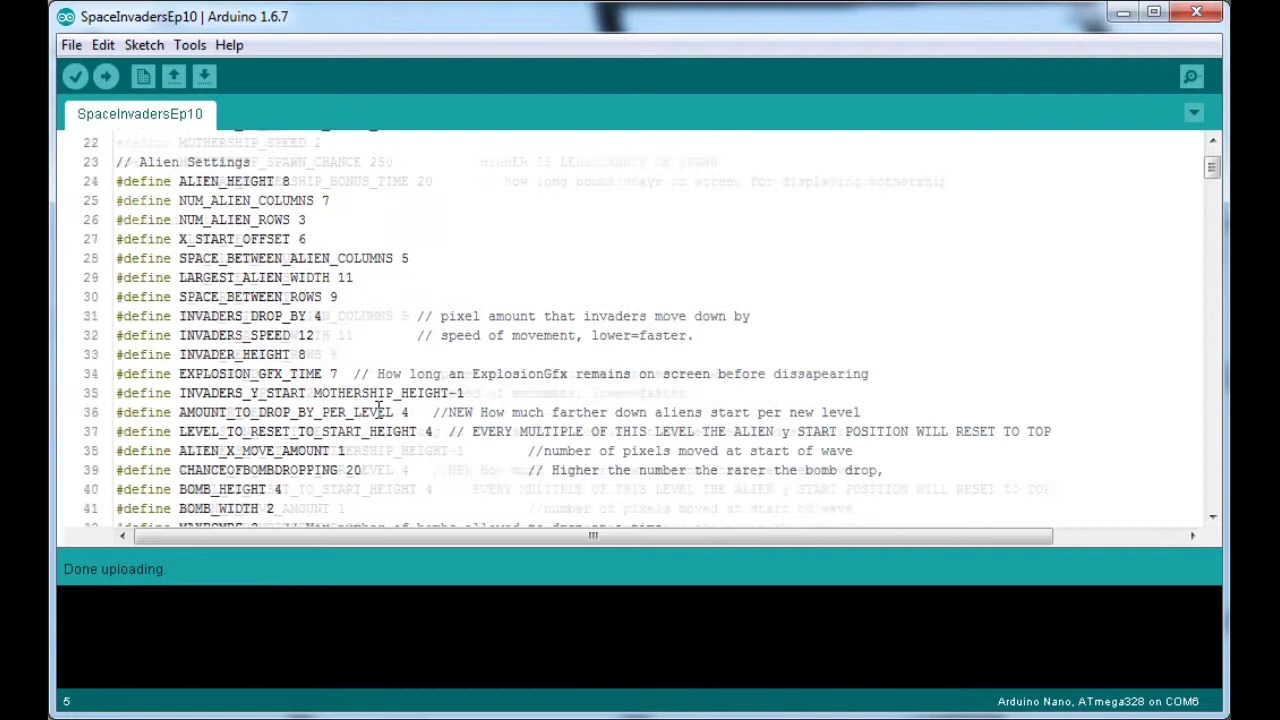 SpaceInvadersEp10 | Arduino 1.6.7
File Edit Sketch Tools Help
SpaceInvadersEp10
22 #define MOTHERSHIP_SPEED 2
23 // Alien Settings
24 #define ALIEN_HEIGHT 8
25 #define NUM_ALIEN_COLUMNS 7
26 #define NUM_ALIEN_ROWS 3
27 #define X_START_OFFSET 6
28 #define SPACE_BETWEEN_ALIEN_COLUMNS 5
29 #define LARGEST_ALIEN_WIDTH 11
30 #define SPACE_BETWEEN_ROWS 9
31 #define INVADERS_DROP_BY 4 // pixel amount that invaders move down by
32 #define INVADERS_SPEED 12 // speed of movement, lower=faster.
33 #define INVADER_HEIGHT 8
34 #define EXPLOSION_GFX_TIME 7 // How long an ExplosionGfx remains on screen before dissapearing
35 #define INVADERS_Y_START MOTHERSHIP_HEIGHT-1
36 #define AMOUNT_TO_DROP_BY_PER_LEVEL 4 //NEW How much farther down aliens start per new level
37 #define LEVEL_TO_RESET_TO_START_HEIGHT 4 // EVERY MULTIPLE OF THIS LEVEL THE ALIEN y START POSITION WILL RESET TO TOP
38 #define ALIEN_X_MOVE_AMOUNT 1 //number of pixels moved at start of wave
39 #define CHANCEOFBOMBDROPPING 20 // Higher the number the rarer the bomb drop,
40 #define BOMB_HEIGHT 4
41 #define BOMB_WIDTH 2
Done uploading.
5 Arduino Nano, ATmega328 on COM6